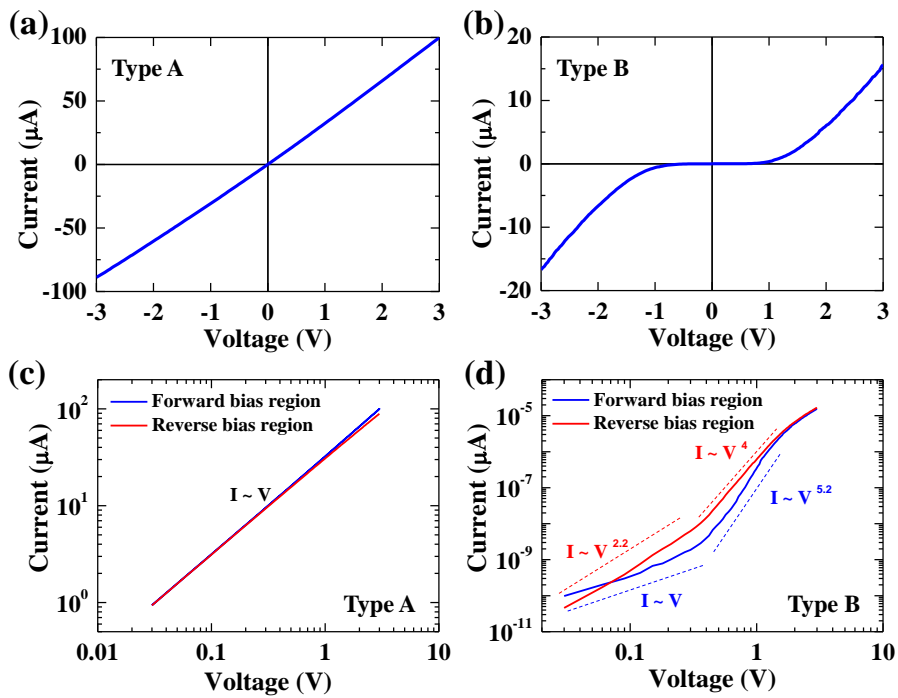 (a)
Type A
100
50
0
-50
-100
Current (μA)
-3 -2 -1 0 1 2 3
Voltage (V)
(b)
Type B
20
10
0
-10
-20
Current (μA)
-3 -2 -1 0 1 2 3
Voltage (V)
(c)
Forward bias region
Reverse bias region
I ~ V
Type A
10^2
10^1
10^0
Current (μA)
0.01 0.1 1 10
Voltage (V)
(d)
Forward bias region
Reverse bias region
I ~ V^4
I ~ V^5.2
I ~ V^2.2
I ~ V
Type B
10^-5
10^-7
10^-9
10^-11
Current (μA)
0.1 1 10
Voltage (V)